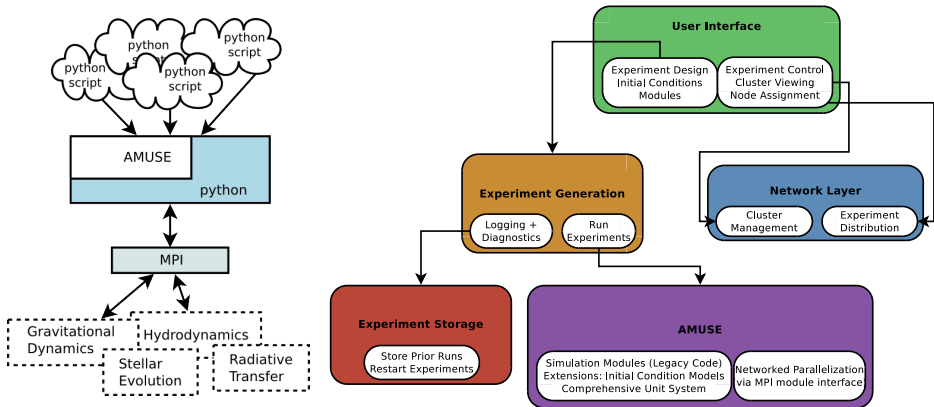 python
script
python
script
python
script
python
script
AMUSE
python
MPI
Gravitational
Dynamics
Hydrodynamics
Stellar
Evolution
Radiative
Transfer
User Interface
Experiment Design
Initial Conditions
Modules
Experiment Control
Cluster Viewing
Node Assignment
Experiment Generation
Logging +
Diagnostics
Run
Experiments
Network Layer
Cluster
Management
Experiment
Distribution
Experiment Storage
Store Prior Runs
Restart Experiments
AMUSE
Simulation Modules (Legacy Code)
Extensions: Initial Condition Models
Comprehensive Unit System
Networked Parallelization
via MPI module interface